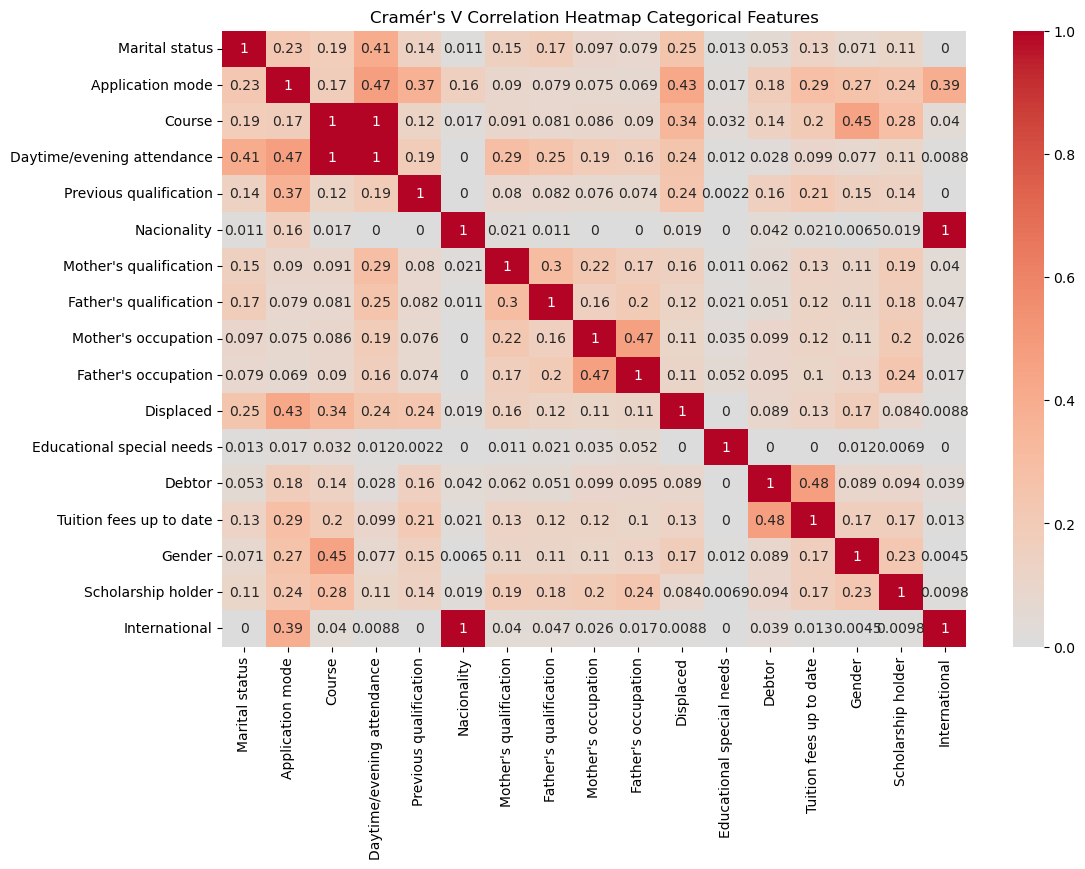 Cramér's V Correlation Heatmap Categorical Features
Marital status 1 0.23 0.19 0.41 0.14 0.011 0.15 0.17 0.097 0.079 0.25 0.013 0.053 0.13 0.071 0.11 0
Application mode 0.23 1 0.17 0.47 0.37 0.16 0.09 0.079 0.075 0.069 0.43 0.017 0.18 0.29 0.27 0.24 0.39
Course 0.19 0.17 1 1 0.12 0.017 0.091 0.081 0.086 0.09 0.34 0.032 0.14 0.2 0.45 0.28 0.04
Daytime/evening attendance 0.41 0.47 1 1 0.19 0 0.29 0.25 0.19 0.16 0.24 0.012 0.028 0.099 0.077 0.11 0.0088
Previous qualification 0.14 0.37 0.12 0.19 1 0 0.08 0.082 0.076 0.074 0.24 0.0022 0.16 0.21 0.15 0.14 0
Nacionality 0.011 0.16 0.017 0 0 1 0.021 0.011 0 0 0.019 0 0.042 0.021 0.0065 0.019 1
Mother's qualification 0.15 0.09 0.091 0.29 0.08 0.021 1 0.3 0.22 0.17 0.16 0.011 0.062 0.13 0.11 0.19 0.04
Father's qualification 0.17 0.079 0.081 0.25 0.082 0.011 0.3 1 0.16 0.2 0.12 0.021 0.051 0.12 0.11 0.18 0.047
Mother's occupation 0.097 0.075 0.086 0.19 0.076 0 0.22 0.16 1 0.47 0.11 0.035 0.099 0.12 0.11 0.2 0.026
Father's occupation 0.079 0.069 0.09 0.16 0.074 0 0.17 0.2 0.47 1 0.11 0.052 0.095 0.1 0.13 0.24 0.017
Displaced 0.25 0.43 0.34 0.24 0.24 0.019 0.16 0.12 0.11 0.11 1 0 0.089 0.13 0.17 0.084 0.0088
Educational special needs 0.013 0.017 0.032 0.012 0.0022 0 0.011 0.021 0.035 0.052 0 1 0 0 0.012 0.0069 0
Debtor 0.053 0.18 0.14 0.028 0.16 0.042 0.062 0.051 0.099 0.095 0.089 0 1 0.48 0.089 0.094 0.039
Tuition fees up to date 0.13 0.29 0.2 0.099 0.21 0.021 0.13 0.12 0.12 0.1 0.13 0 0.48 1 0.17 0.17 0.013
Gender 0.071 0.27 0.45 0.077 0.15 0.0065 0.11 0.11 0.11 0.13 0.17 0.012 0.089 0.17 1 0.23 0.0045
Scholarship holder 0.11 0.24 0.28 0.11 0.14 0.019 0.19 0.18 0.2 0.24 0.084 0.0069 0.094 0.17 0.23 1 0.0098
International 0 0.39 0.04 0.0088 0 1 0.04 0.047 0.026 0.017 0.0088 0 0.039 0.013 0.0045 0.0098 1
Marital status
Application mode
Course
Daytime/evening attendance
Previous qualification
Nacionality
Mother's qualification
Father's qualification
Mother's occupation
Father's occupation
Displaced
Educational special needs
Debtor
Tuition fees up to date
Gender
Scholarship holder
International
1.0
0.8
0.6
0.4
0.2
0.0